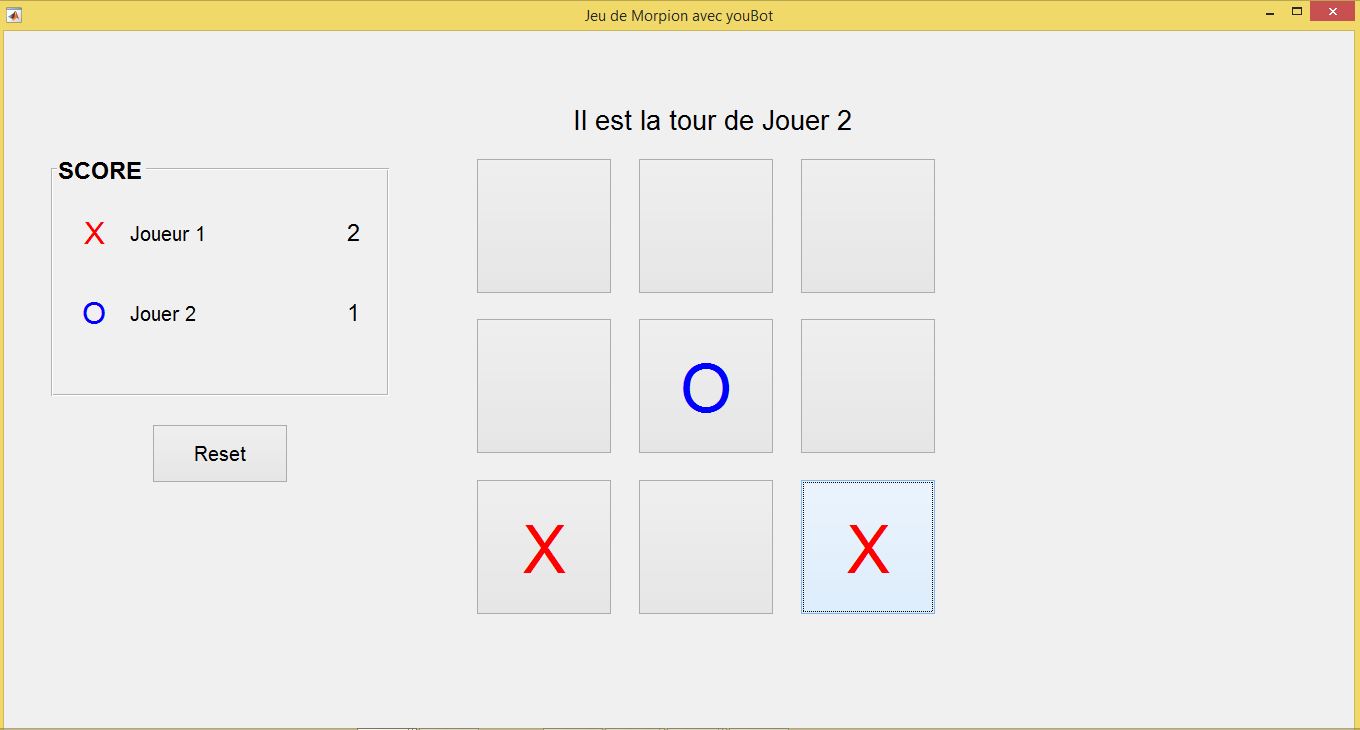 Jeu de Morpion avec youBot
Il est la tour de Jouer 2
SCORE
X Joueur 1 2
O Jouer 2 1
Reset
O
X X